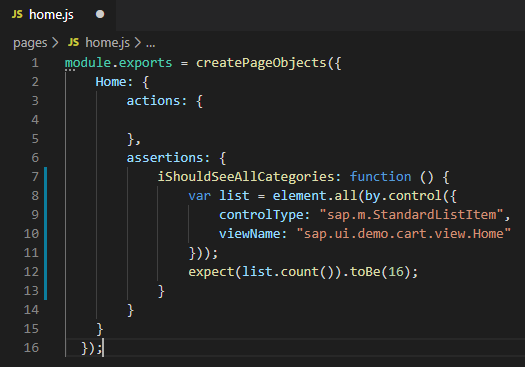 JS home.js ●
pages > JS home.js > ...
1 module.exports = createPageObjects({
2     Home: {
3         actions: {
4
5         },
6         assertions: {
7             iShouldSeeAllCategories: function () {
8                 var list = element.all(by.control({
9                     controlType: "sap.m.StandardListItem",
10                     viewName: "sap.ui.demo.cart.view.Home"
11                 }));
12                 expect(list.count()).toBe(16);
13             }
14         }
15     }
16   });